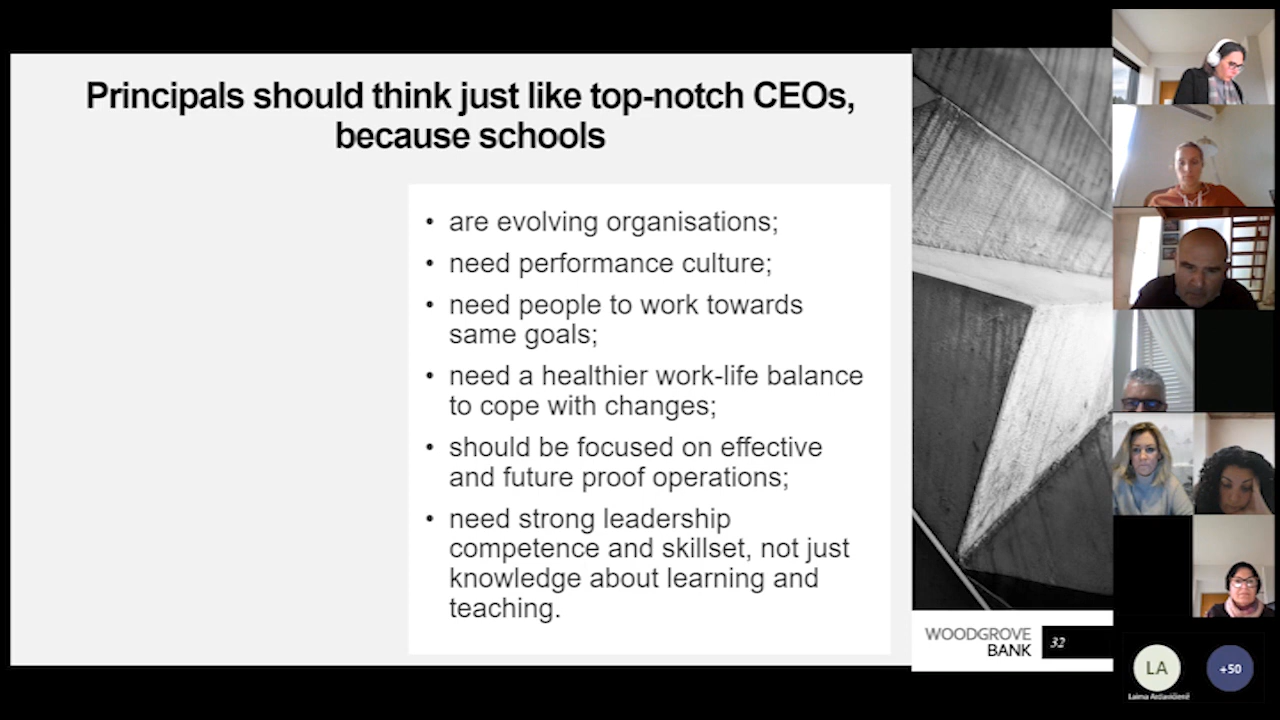 Principals should think just like top-notch CEOs,
because schools
• are evolving organisations;
• need performance culture;
• need people to work towards
same goals;
• need a healthier work-life balance
to cope with changes;
• should be focused on effective
and future proof operations;
• need strong leadership
competence and skillset, not just
knowledge about learning and
teaching.
WOODGROVE
BANK
32
LA
+50
Laima